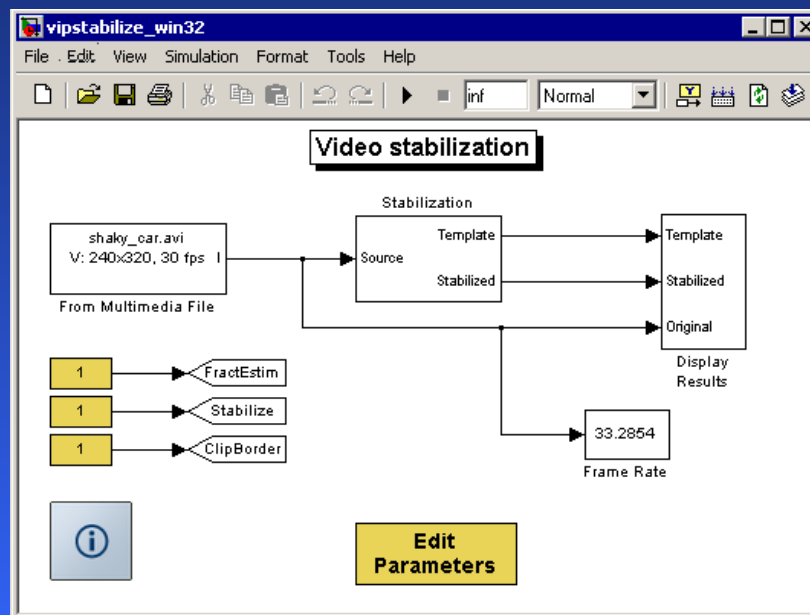 vipstabilize_win32
File Edit View Simulation Format Tools Help
inf Normal
Video stabilization
Stabilization
shaky_car.avi
V: 240x320, 30 fps I
From Multimedia File
Source
Template
Stabilized
Template
Stabilized
Original
Display
Results
1
FractEstim
1
Stabilize
1
ClipBorder
33.2854
Frame Rate
i
Edit
Parameters